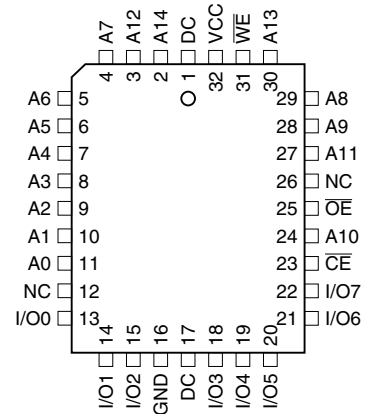 A7
A12
A14
DC
VCC
W̅E̅
A13
4
3
2
1
32
31
30
A6 5
A5 6
A4 7
A3 8
A2 9
A1 10
A0 11
NC 12
I/O0 13
29 A8
28 A9
27 A11
26 NC
25 O̅E̅
24 A10
23 C̅E̅
22 I/O7
21 I/O6
14
15
16
17
18
19
20
I/O1
I/O2
GND
DC
I/O3
I/O4
I/O5